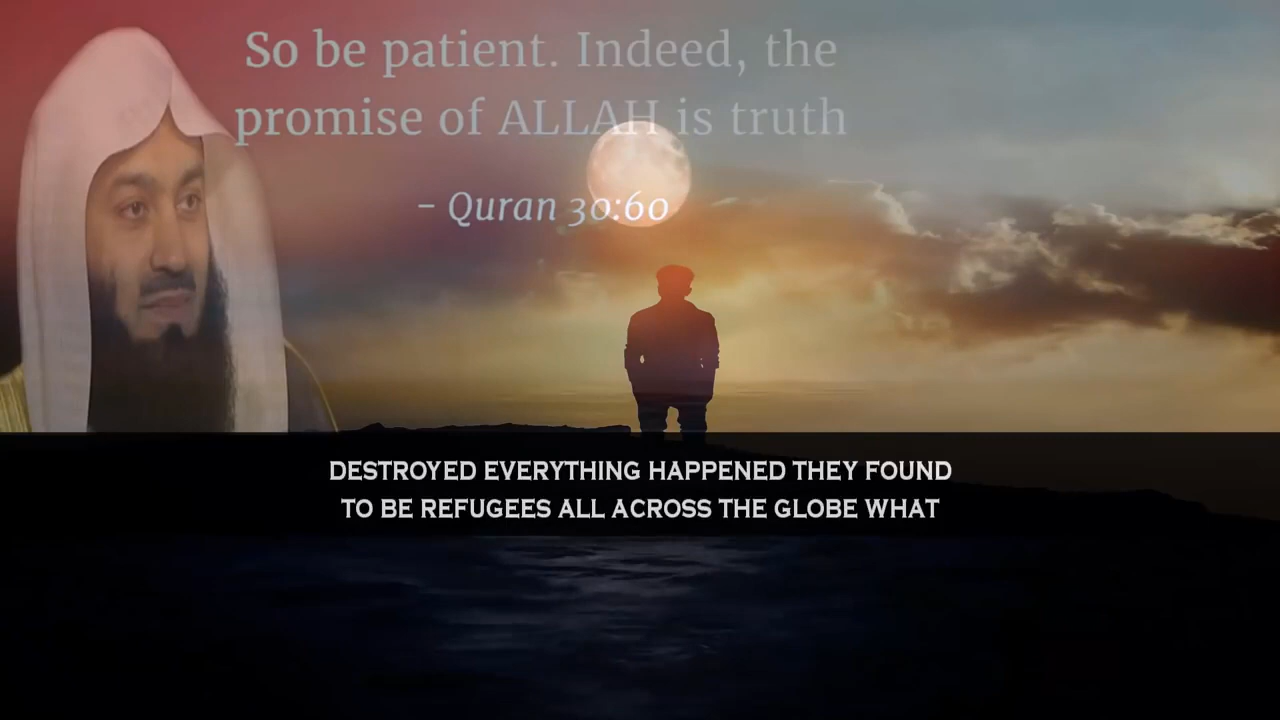 So be patient. Indeed, the
promise of ALLAH is truth
- Quran 30:60
DESTROYED EVERYTHING HAPPENED THEY FOUND
TO BE REFUGEES ALL ACROSS THE GLOBE WHAT